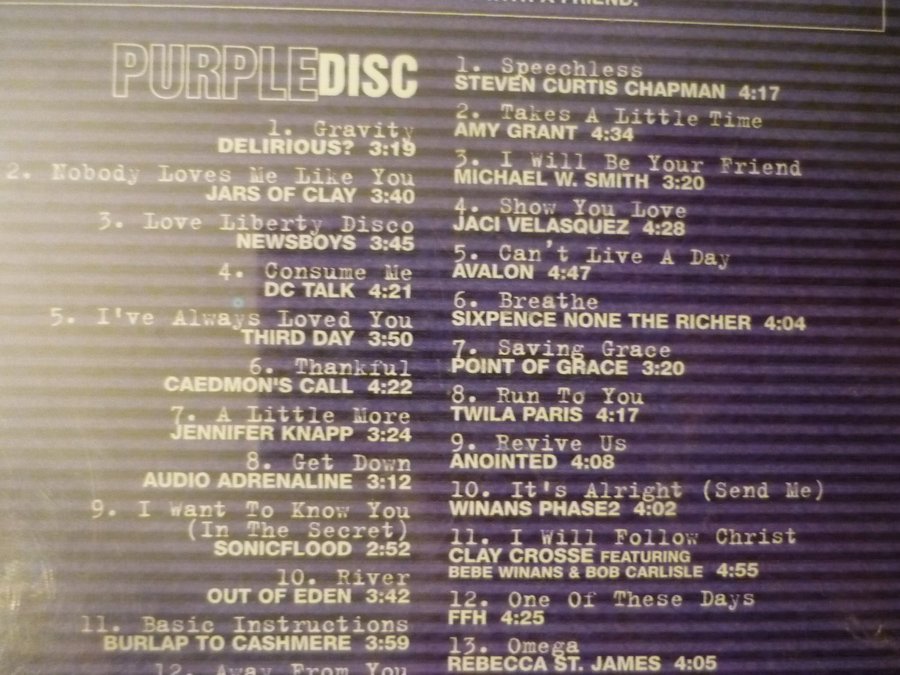 WITH A FRIEND.
PURPLEDISC
1. Gravity
DELIRIOUS? 3:19
2. Nobody Loves Me Like You
JARS OF CLAY 3:40
3. Love Liberty Disco
NEWSBOYS 3:45
4. Consume Me
DC TALK 4:21
5. I've Always Loved You
THIRD DAY 3:50
6. Thankful
CAEDMON'S CALL 4:22
7. A Little More
JENNIFER KNAPP 3:24
8. Get Down
AUDIO ADRENALINE 3:12
9. I Want To Know You
(In The Secret)
SONICFLOOD 2:52
10. River
OUT OF EDEN 3:42
11. Basic Instructions
BURLAP TO CASHMERE 3:59
12. Away From You
1. Speechless
STEVEN CURTIS CHAPMAN 4:17
2. Takes A Little Time
AMY GRANT 4:34
3. I Will Be Your Friend
MICHAEL W. SMITH 3:20
4. Show You Love
JACI VELASQUEZ 4:28
5. Can't Live A Day
AVALON 4:47
6. Breathe
SIXPENCE NONE THE RICHER 4:04
7. Saving Grace
POINT OF GRACE 3:20
8. Run To You
TWILA PARIS 4:17
9. Revive Us
ANOINTED 4:08
10. It's Alright (Send Me)
WINANS PHASE2 4:02
11. I Will Follow Christ
CLAY CROSSE FEATURING
BEBE WINANS & BOB CARLISLE 4:55
12. One Of These Days
FFH 4:25
13. Omega
REBECCA ST. JAMES 4:05